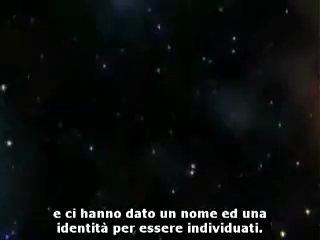 e ci hanno dato un nome ed una
identità per essere individuati.